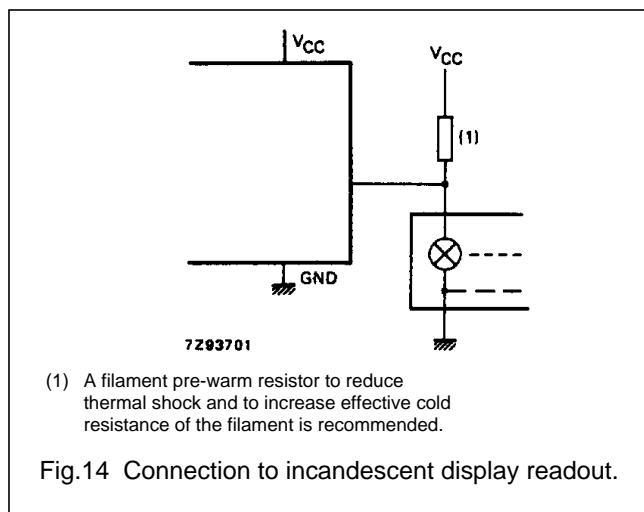 VCC
VCC
(1)
GND
7Z93701
(1) A filament pre-warm resistor to reduce
thermal shock and to increase effective cold
resistance of the filament is recommended.
Fig.14 Connection to incandescent display readout.